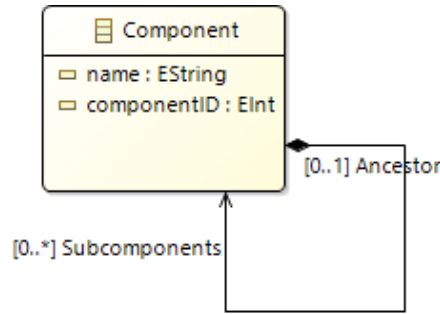 Component
name : EString
componentID : EInt
[0..1] Ancestor
[0..*] Subcomponents